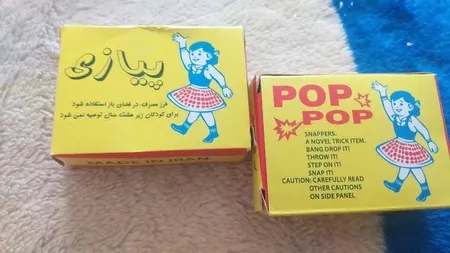 پیازی
فرز مصرف: در فضای باز استفاده شود
برای کودکان زیر هشت سال توصیه نمی شود
MADE IN IRAN
POP
POP
SNAPPERS.
A NOVEL TRICK ITEM,
BANG DROP IT!
THROW IT!
STEP ON IT!
SNAP IT!
CAUTION: CAREFULLY READ
OTHER CAUTIONS
ON SIDE PANEL